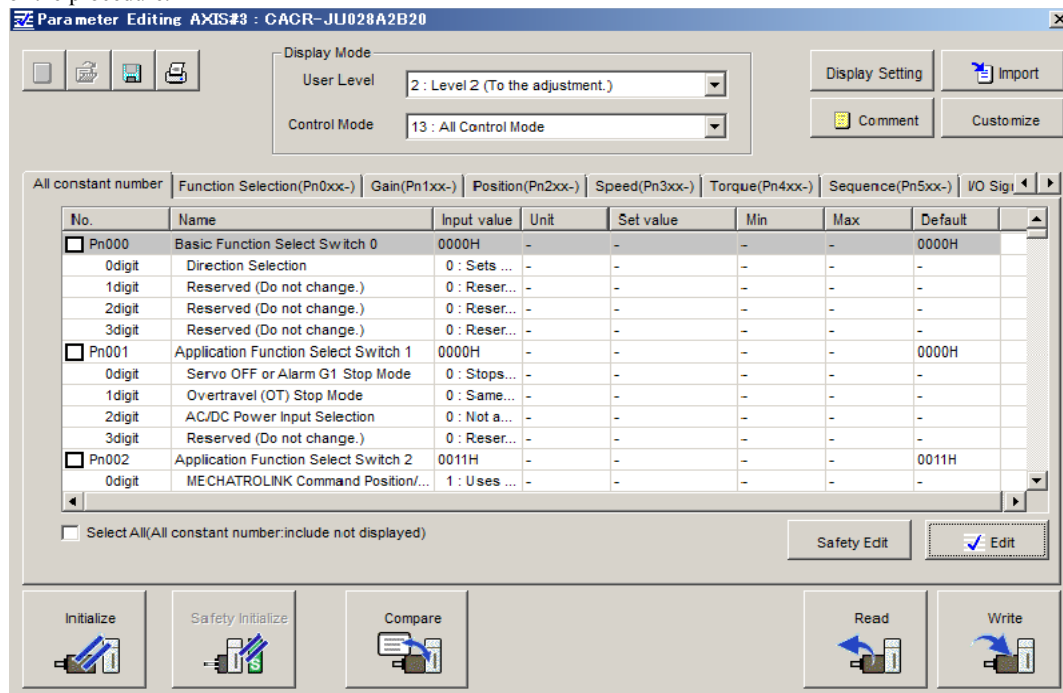 Parameter Editing AXIS#3 : CACR-JU028A2B20
Display Mode
User Level 2 : Level 2 (To the adjustment.)
Control Mode 13 : All Control Mode
Display Setting Import
Comment Customize
All constant number Function Selection(Pn0xx-) Gain(Pn1xx-) Position(Pn2xx-) Speed(Pn3xx-) Torque(Pn4xx-) Sequence(Pn5xx-) I/O Sig
No. Name Input value Unit Set value Min Max Default
Pn000 Basic Function Select Switch 0 0000H - - - - 0000H
0digit Direction Selection 0 : Sets ... - - - - -
1digit Reserved (Do not change.) 0 : Reser... - - - - -
2digit Reserved (Do not change.) 0 : Reser... - - - - -
3digit Reserved (Do not change.) 0 : Reser... - - - - -
Pn001 Application Function Select Switch 1 0000H - - - - 0000H
0digit Servo OFF or Alarm G1 Stop Mode 0 : Stops... - - - - -
1digit Overtravel (OT) Stop Mode 0 : Same... - - - - -
2digit AC/DC Power Input Selection 0 : Not a... - - - - -
3digit Reserved (Do not change.) 0 : Reser... - - - - -
Pn002 Application Function Select Switch 2 0011H - - - - 0011H
0digit MECHATROLINK Command Position/... 1 : Uses ... - - - - -
Select All(All constant number:include not displayed)
Safety Edit Edit
Initialize Safety Initialize Compare Read Write